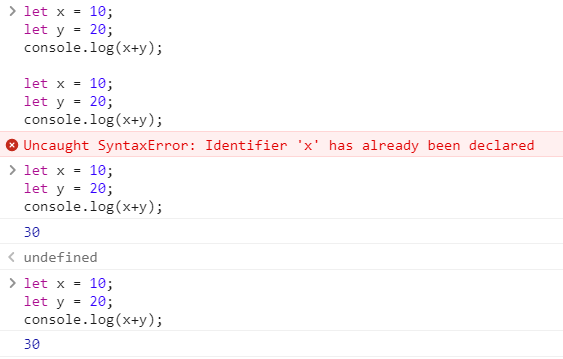 let x = 10;
let y = 20;
console.log(x+y);
let x = 10;
let y = 20;
console.log(x+y);
Uncaught SyntaxError: Identifier 'x' has already been declared
let x = 10;
let y = 20;
console.log(x+y);
30
undefined
let x = 10;
let y = 20;
console.log(x+y);
30